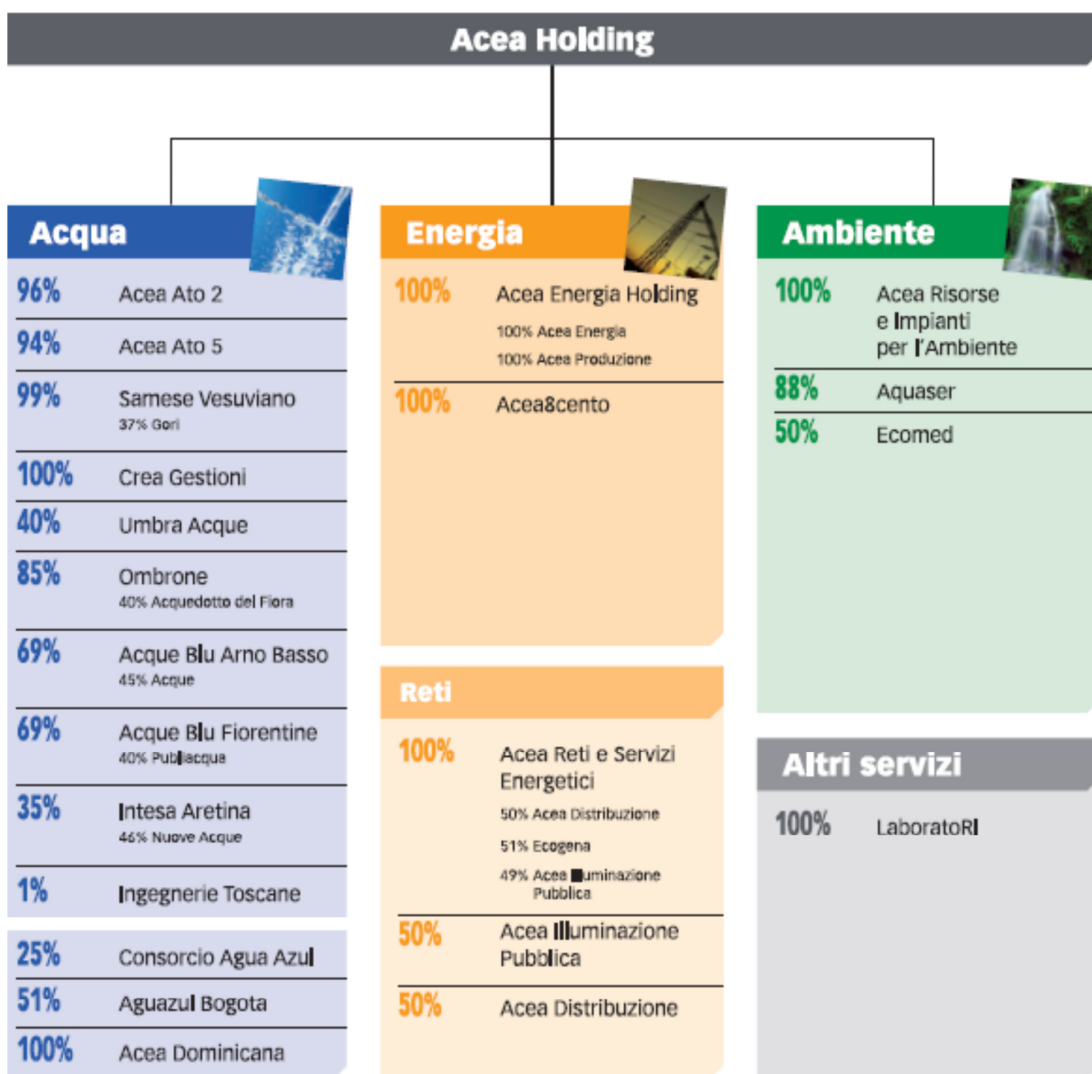 Acea Holding
Acqua
96% Acea Ato 2
94% Acea Ato 5
99% Sarnese Vesuviano
37% Gori
100% Crea Gestioni
40% Umbra Acque
85% Ombrone
40% Acquedotto del Fiora
69% Acque Blu Arno Basso
45% Acque
69% Acque Blu Fiorentine
40% Publiacqua
35% Intesa Aretina
46% Nuove Acque
1% Ingegnerie Toscane
25% Consorcio Agua Azul
51% Aguazul Bogota
100% Acea Dominicana
Energia
100% Acea Energia Holding
100% Acea Energia
100% Acea Produzione
100% Acea8cento
Reti
100% Acea Reti e Servizi
Energetici
50% Acea Distribuzione
51% Ecogena
49% Acea Illuminazione
Pubblica
50% Acea Illuminazione
Pubblica
50% Acea Distribuzione
Ambiente
100% Acea Risorse
e Impianti
per l'Ambiente
88% Aquaser
50% Ecomed
Altri servizi
100% LaboratoRI